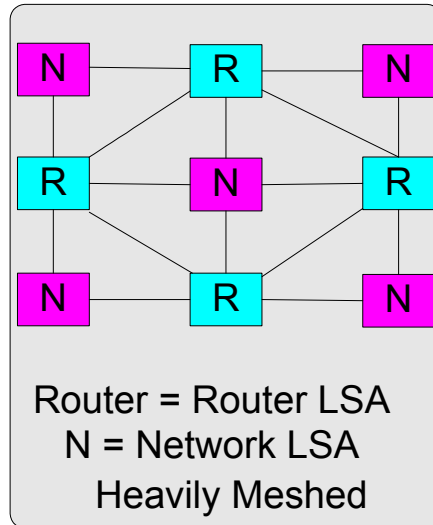 N R N
R N R
N R N
Router = Router LSA
N = Network LSA
Heavily Meshed